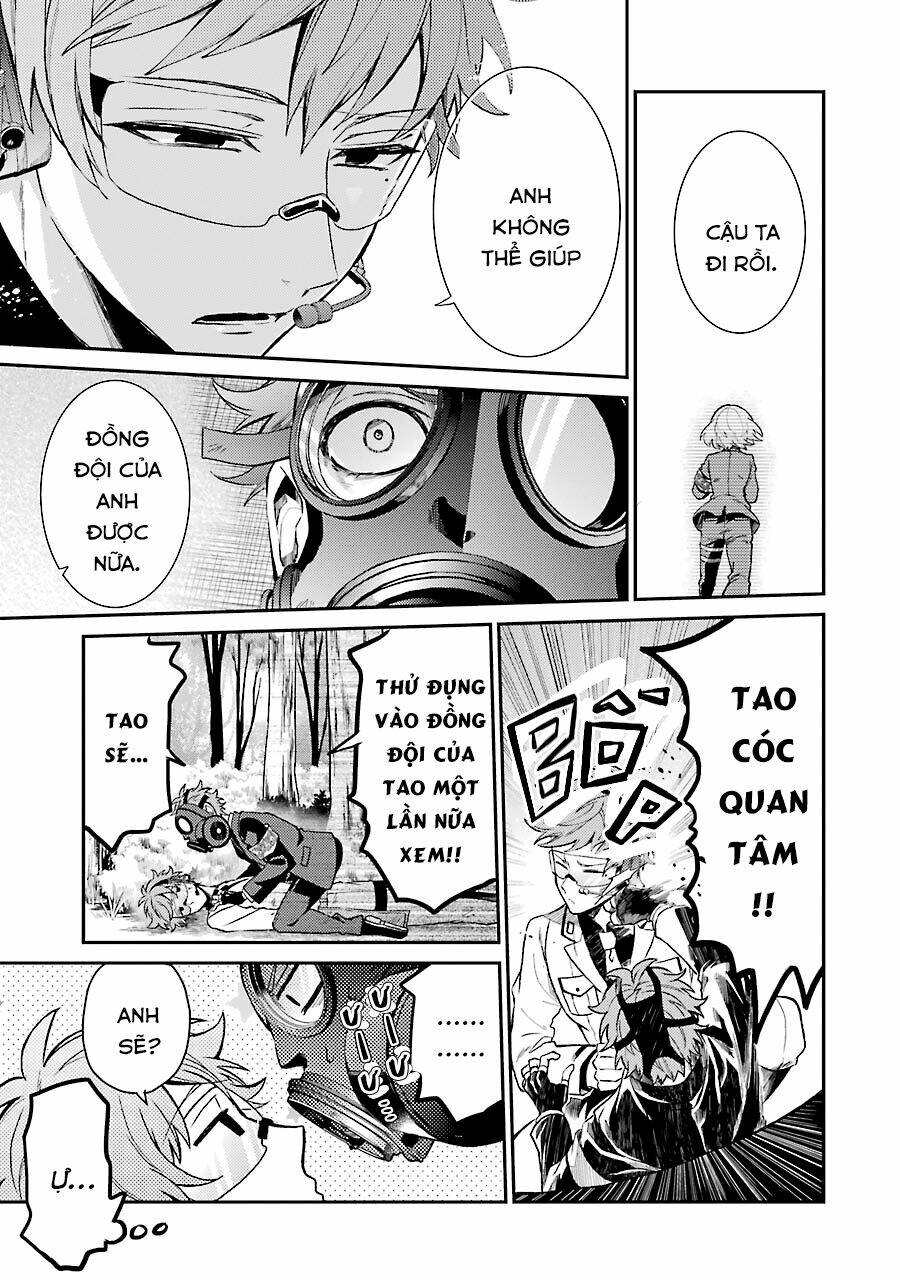 CẬU TA
ĐI RỒI.
ANH
KHÔNG
THỂ GIÚP
ĐỒNG
ĐỘI CỦA
ANH
ĐƯỢC
NỮA.
TAO
CÓC
QUAN
TÂM
!!
BỘP
THỬ ĐỤNG
VÀO ĐỒNG
ĐỘI CỦA
TAO MỘT
LẦN NỮA
XEM!!
TAO
SẼ...
......
......
Ự-Ự
Ự-Ự
ANH
SẼ?
Ự...